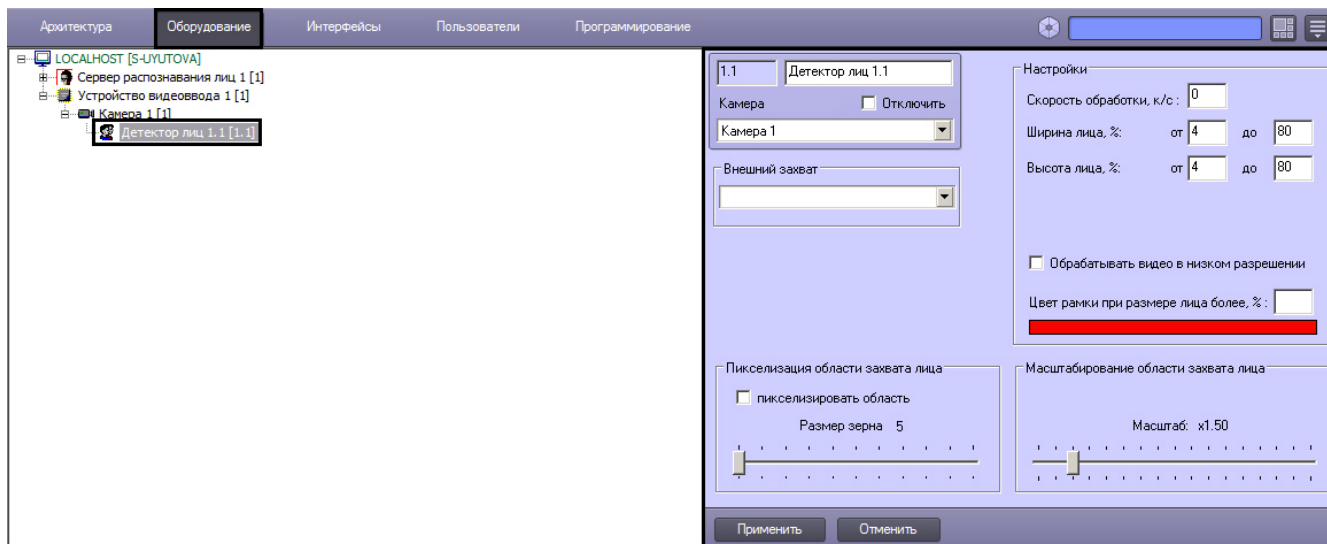 Архитектура
Оборудование
Интерфейсы
Пользователи
Программирование
LOCALHOST [S-UYUTOVA]
Сервер распознавания лиц 1 [1]
Устройство видеоввода 1 [1]
Камера 1 [1]
Детектор лиц 1.1 [1.1]
1.1
Детектор лиц 1.1
Камера
Отключить
Камера 1
Внешний захват
Настройки
Скорость обработки, к/с : 0
Ширина лица, %: от 4 до 80
Высота лица, %: от 4 до 80
Обрабатывать видео в низком разрешении
Цвет рамки при размере лица более, % :
Пикселизация области захвата лица
пикселизировать область
Размер зерна 5
Масштабирование области захвата лица
Масштаб: x1.50
Применить
Отменить